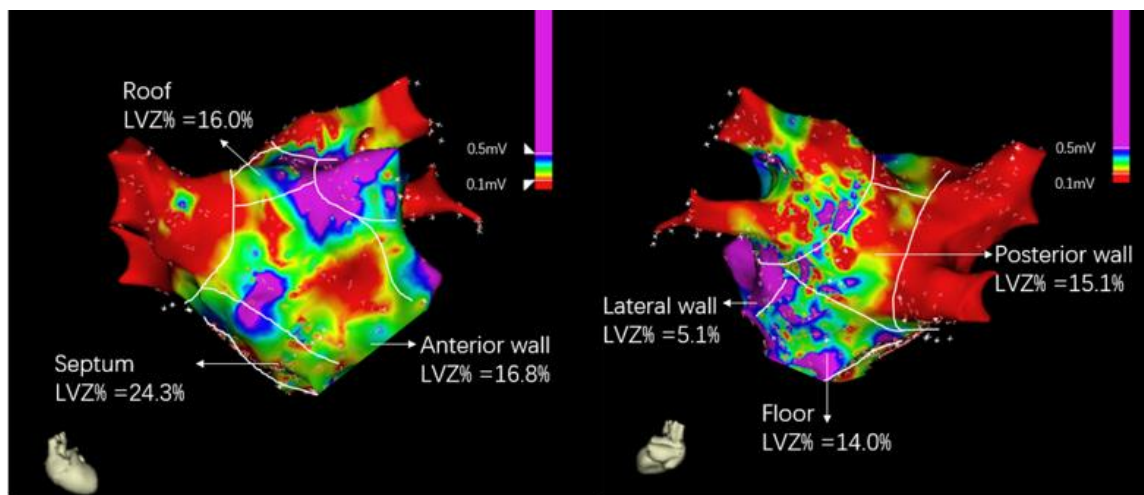 Roof
LVZ% =16.0%
0.5mV
0.1mV
Septum
LVZ% =24.3%
Anterior wall
LVZ% =16.8%
0.5mV
0.1mV
Posterior wall
LVZ% =15.1%
Lateral wall
LVZ% =5.1%
Floor
LVZ% =14.0%